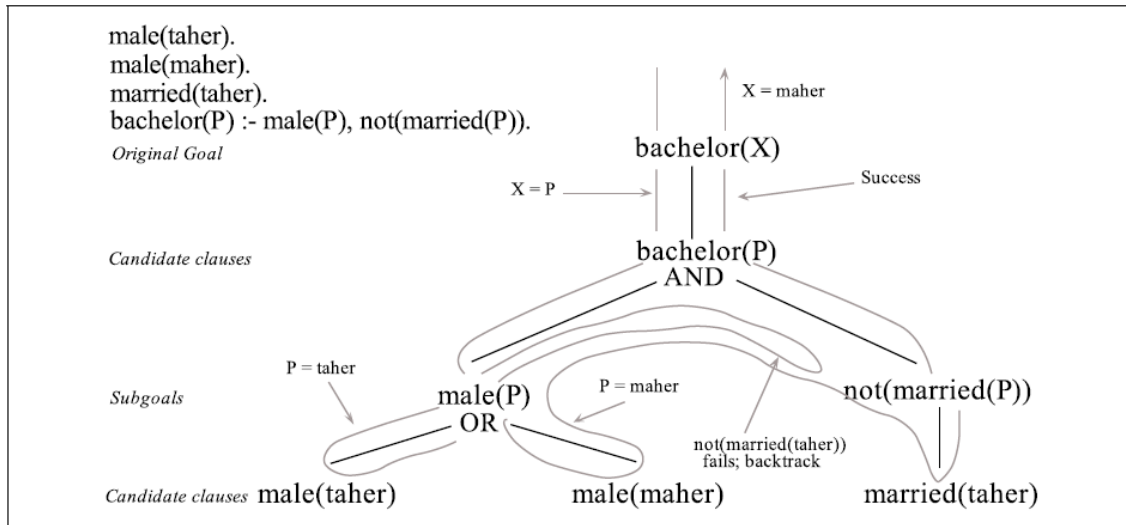 male(taher).
male(maher).
married(taher).
bachelor(P) :- male(P), not(married(P)).
X = maher
Original Goal
bachelor(X)
X = P
Success
Candidate clauses
bachelor(P)
AND
P = taher
Subgoals
male(P)
P = maher
not(married(P))
OR
not(married(taher))
fails; backtrack
Candidate clauses male(taher) male(maher) married(taher)